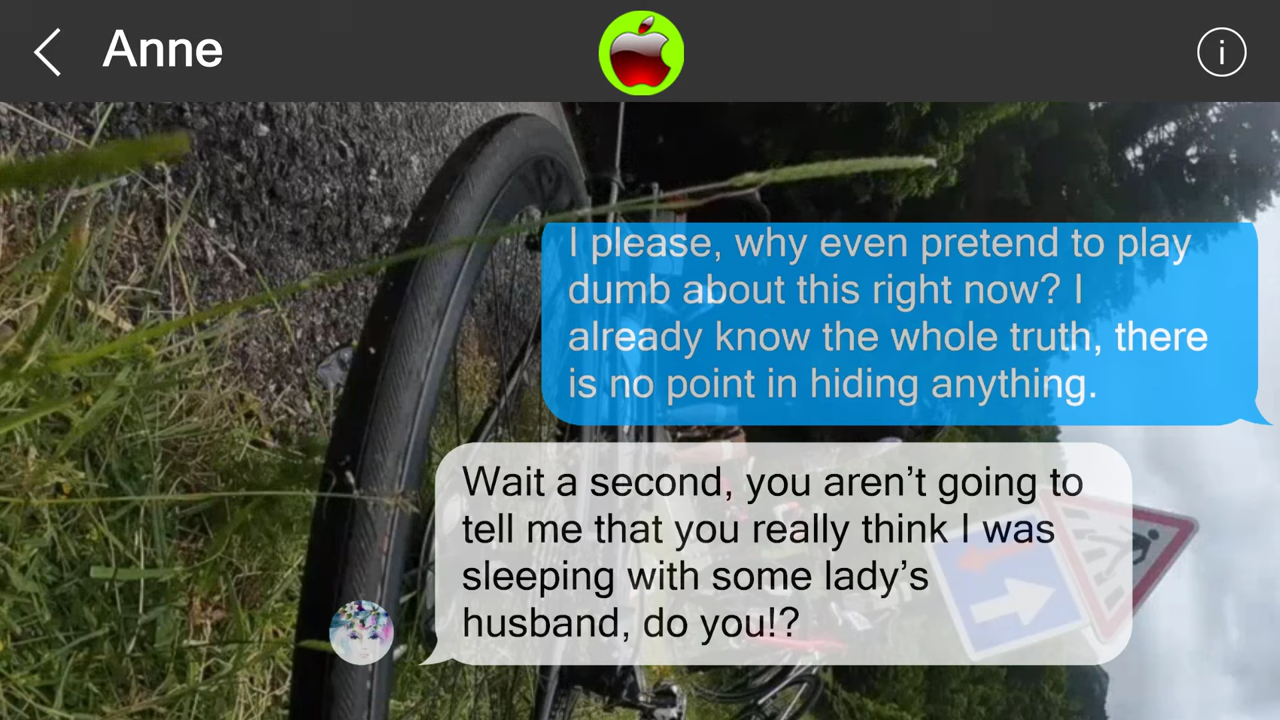 Anne
I please, why even pretend to play
dumb about this right now? I
already know the whole truth, there
is no point in hiding anything.
Wait a second, you aren’t going to
tell me that you really think I was
sleeping with some lady’s
husband, do you!?